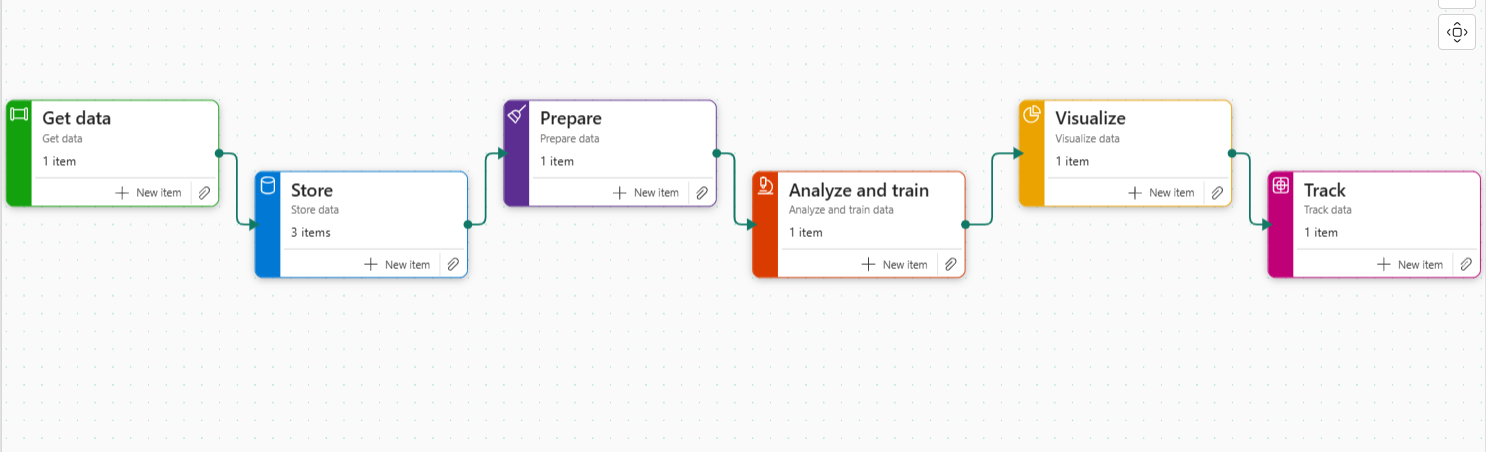 Get data
Get data
1 item
New item
Store
Store data
3 items
New item
Prepare
Prepare data
1 item
New item
Analyze and train
Analyze and train data
1 item
New item
Visualize
Visualize data
1 item
New item
Track
Track data
1 item
New item